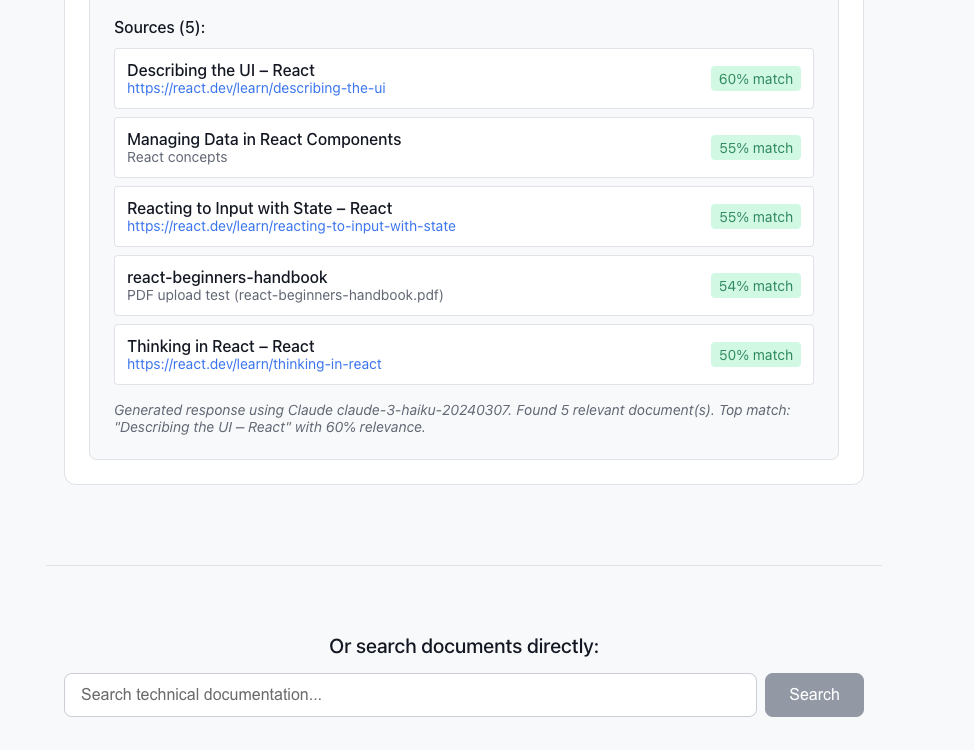 Sources (5):
Describing the UI – React
https://react.dev/learn/describing-the-ui
60% match
Managing Data in React Components
React concepts
55% match
Reacting to Input with State – React
https://react.dev/learn/reacting-to-input-with-state
55% match
react-beginners-handbook
PDF upload test (react-beginners-handbook.pdf)
54% match
Thinking in React – React
https://react.dev/learn/thinking-in-react
50% match
Generated response using Claude claude-3-haiku-20240307. Found 5 relevant document(s). Top match:
"Describing the UI – React" with 60% relevance.
Or search documents directly:
Search technical documentation...
Search